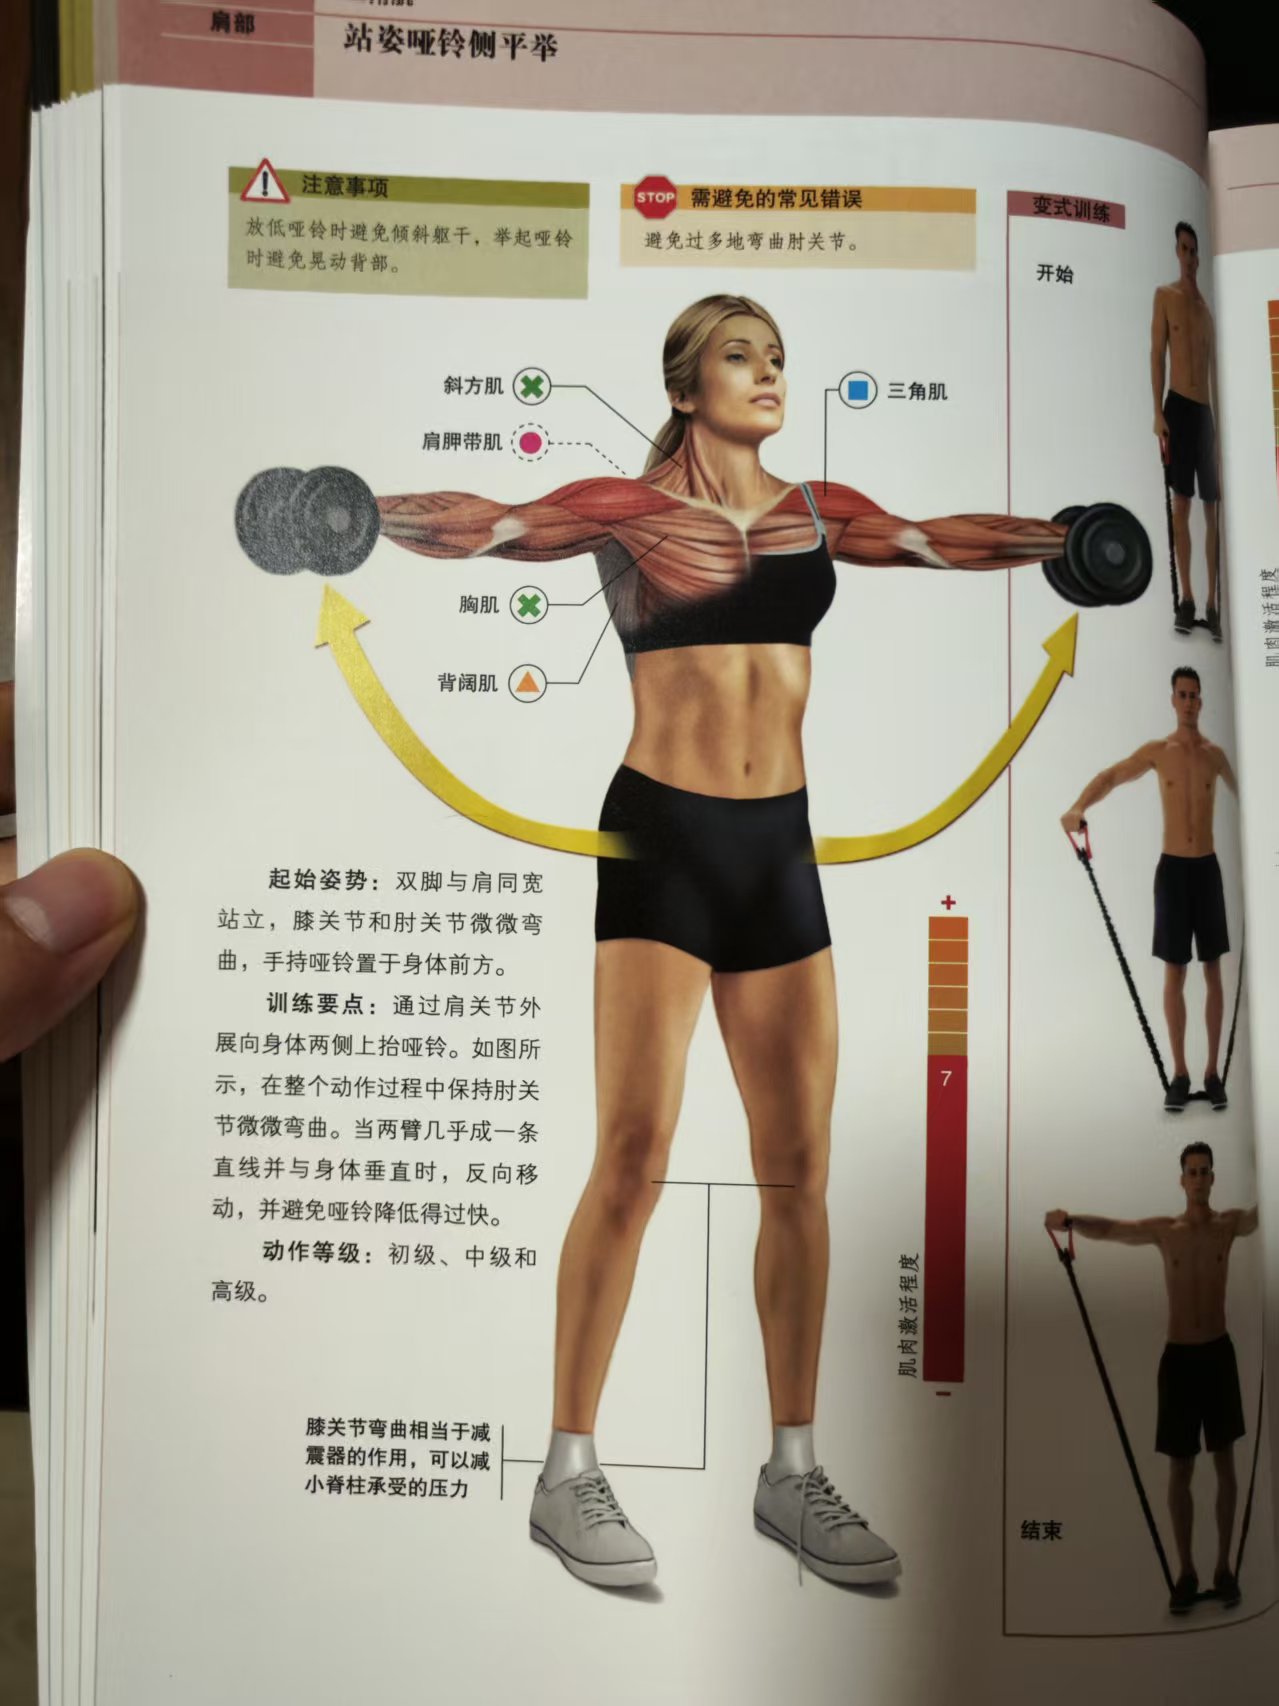 肩部
站姿哑铃侧平举
注意事项
放低哑铃时避免倾斜躯干，举起哑铃
时避免晃动背部。
STOP
需避免的常见错误
避免过多地弯曲肘关节。
变式训练
开始
斜方肌
肩胛带肌
三角肌
胸肌
背阔肌
起始姿势：双脚与肩同宽
站立，膝关节和肘关节微微弯
曲，手持哑铃置于身体前方。
训练要点：通过肩关节外
展向身体两侧上抬哑铃。如图所
示，在整个动作过程中保持肘关
节微微弯曲。当两臂几乎成一条
直线并与身体垂直时，反向移
动，并避免哑铃降低得过快。
动作等级：初级、中级和
高级。
膝关节弯曲相当于减
震器的作用，可以减
小脊柱承受的压力
+
7
肌肉激活程度
-
结束
肌肉激活程度